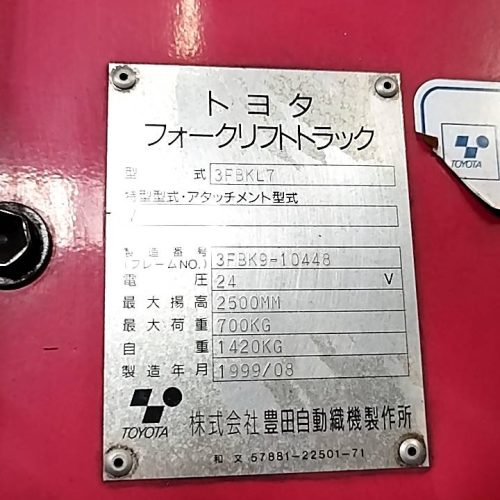 トヨタ
フォークリフトトラック
型 式 3FBKL7
特型型式・アタッチメント型式
/
製造番号 (フレームNO.) 3FBK9-10448
電 圧 24 V
最大揚高 2500MM
最大荷重 700KG
自 重 1420KG
製造年月 1999/08
TOYOTA 株式会社 豊田自動織機製作所
和文 57881-22501-71
TOYOTA